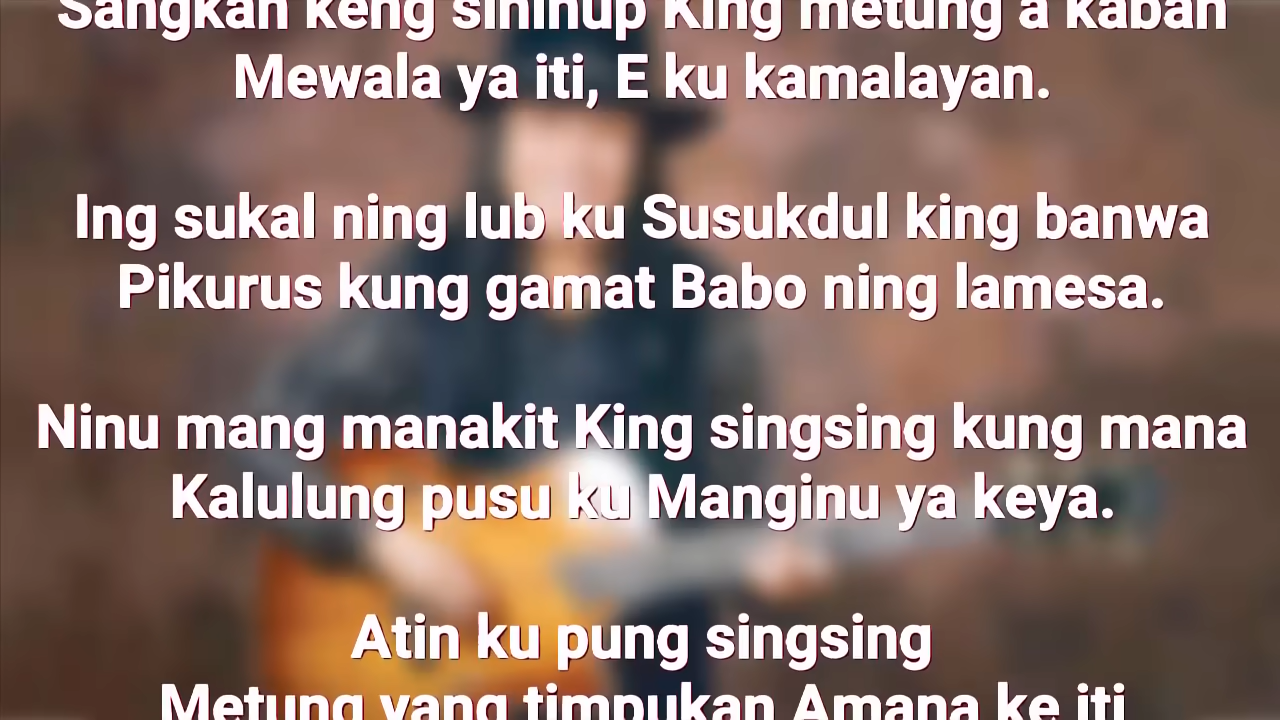 Sangkan keng sininup King metung a kaban
Mewala ya iti, E ku kamalayan.
Ing sukal ning lub ku Susukdul king banwa
Pikurus kung gamat Babo ning lamesa.
Ninu mang manakit King singsing kung mana
Kalulung pusu ku Manginu ya keya.
Atin ku pung singsing
Metung yang timpukan Amana ke iti